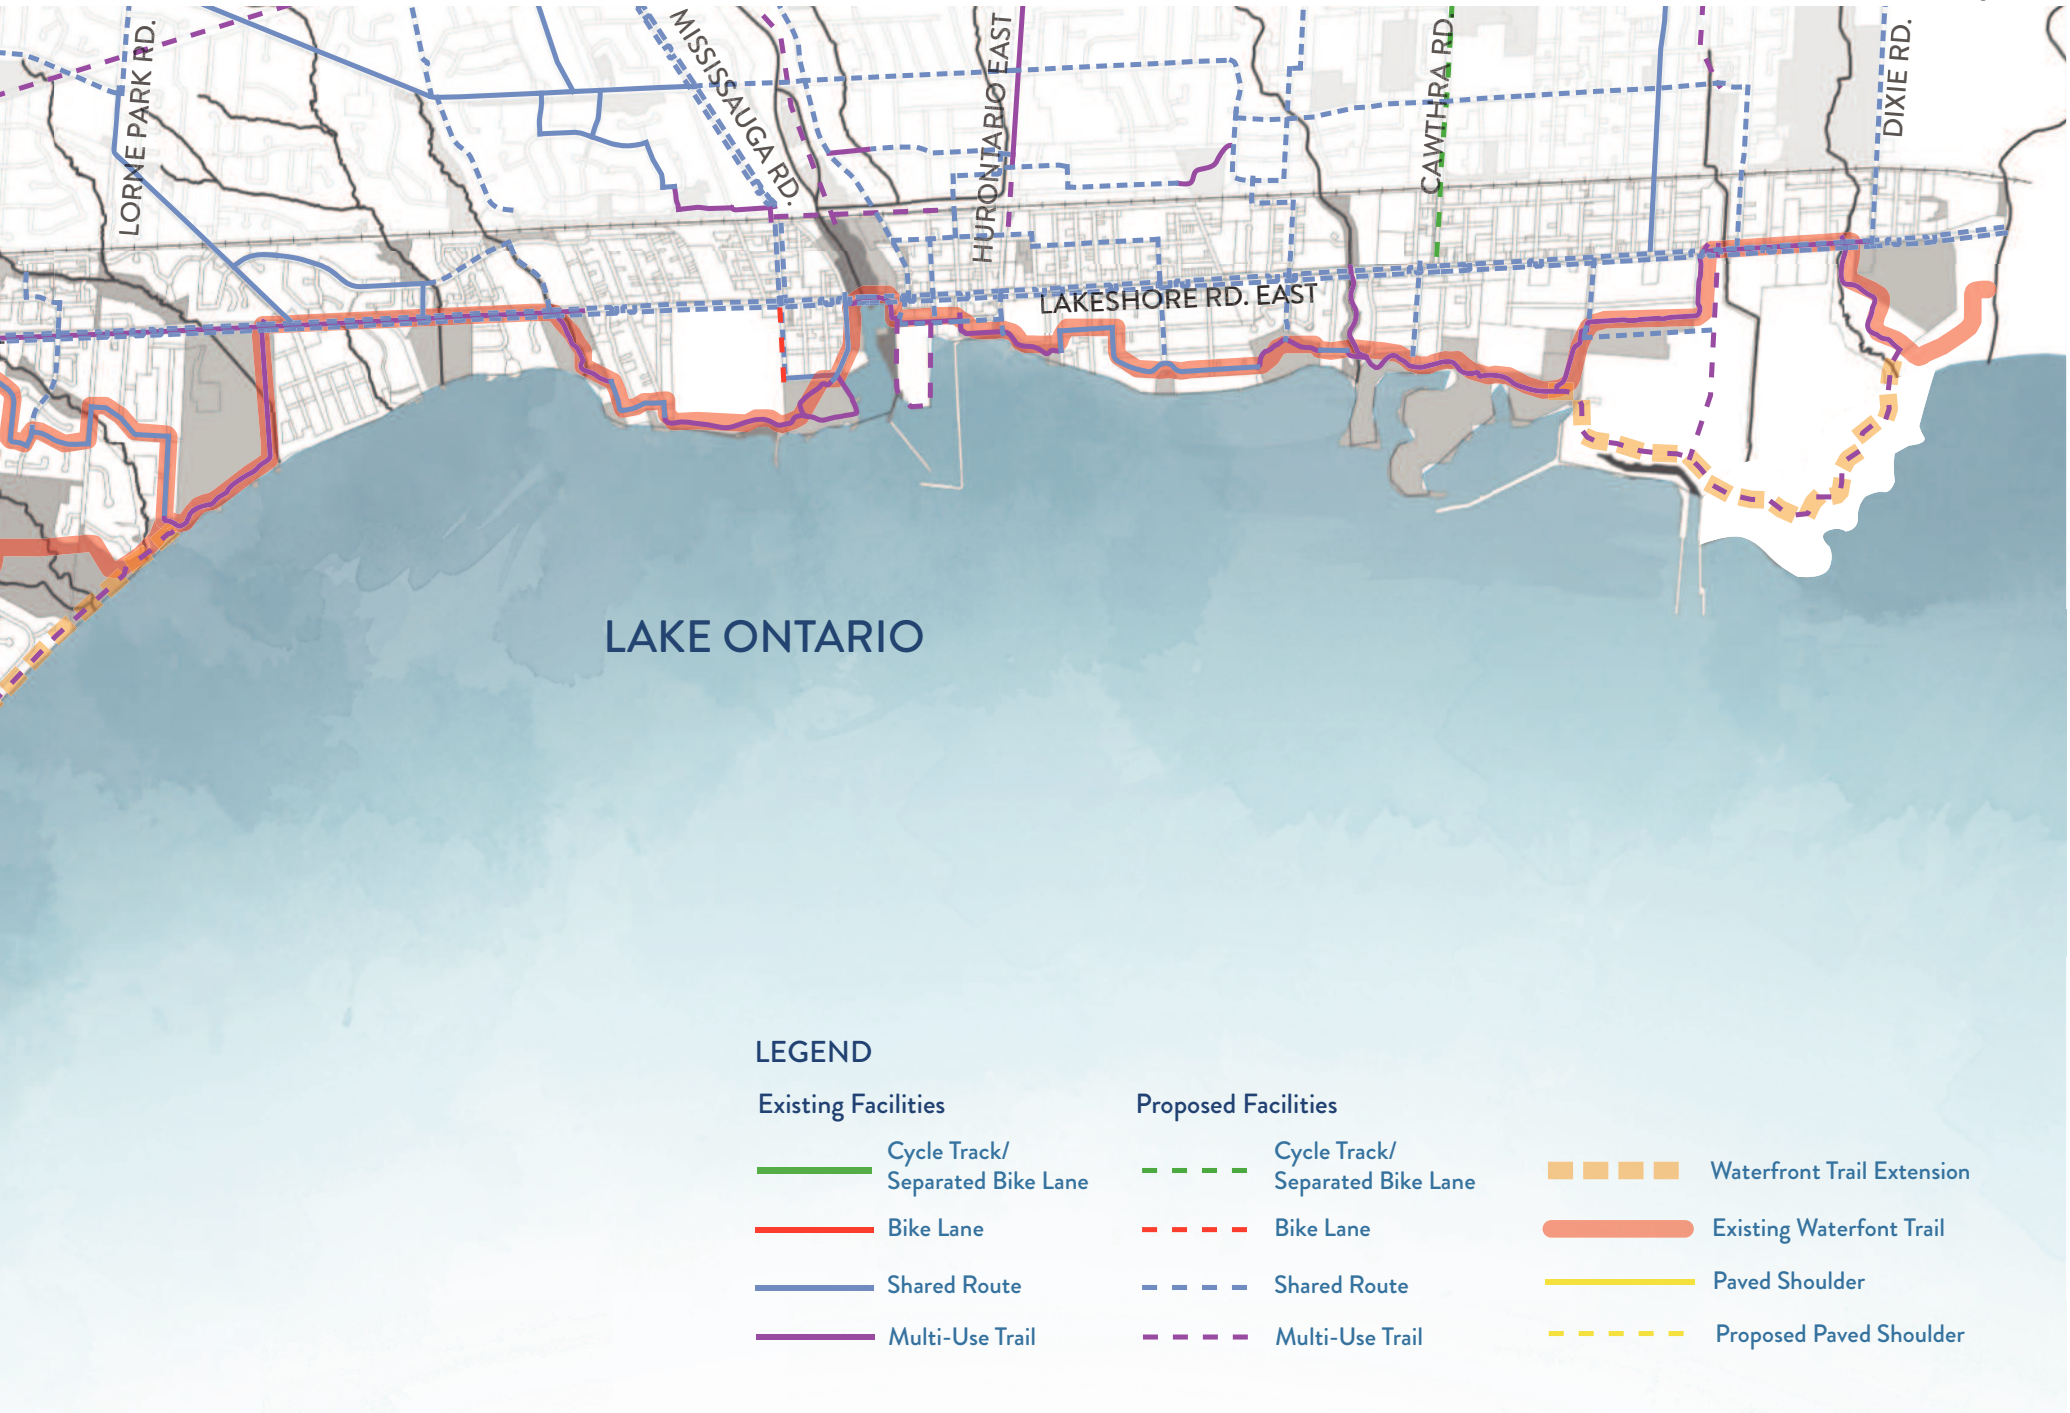 LORNE PARK RD.
MISSISSAUGA RD.
HURONTARIO EAST
CAWTHRA RD.
DIXIE RD.
LAKESHORE RD. EAST
LAKE ONTARIO
LEGEND
Existing Facilities
Cycle Track/
Separated Bike Lane
Bike Lane
Shared Route
Multi-Use Trail
Proposed Facilities
Cycle Track/
Separated Bike Lane
Bike Lane
Shared Route
Multi-Use Trail
Waterfront Trail Extension
Existing Waterfont Trail
Paved Shoulder
Proposed Paved Shoulder